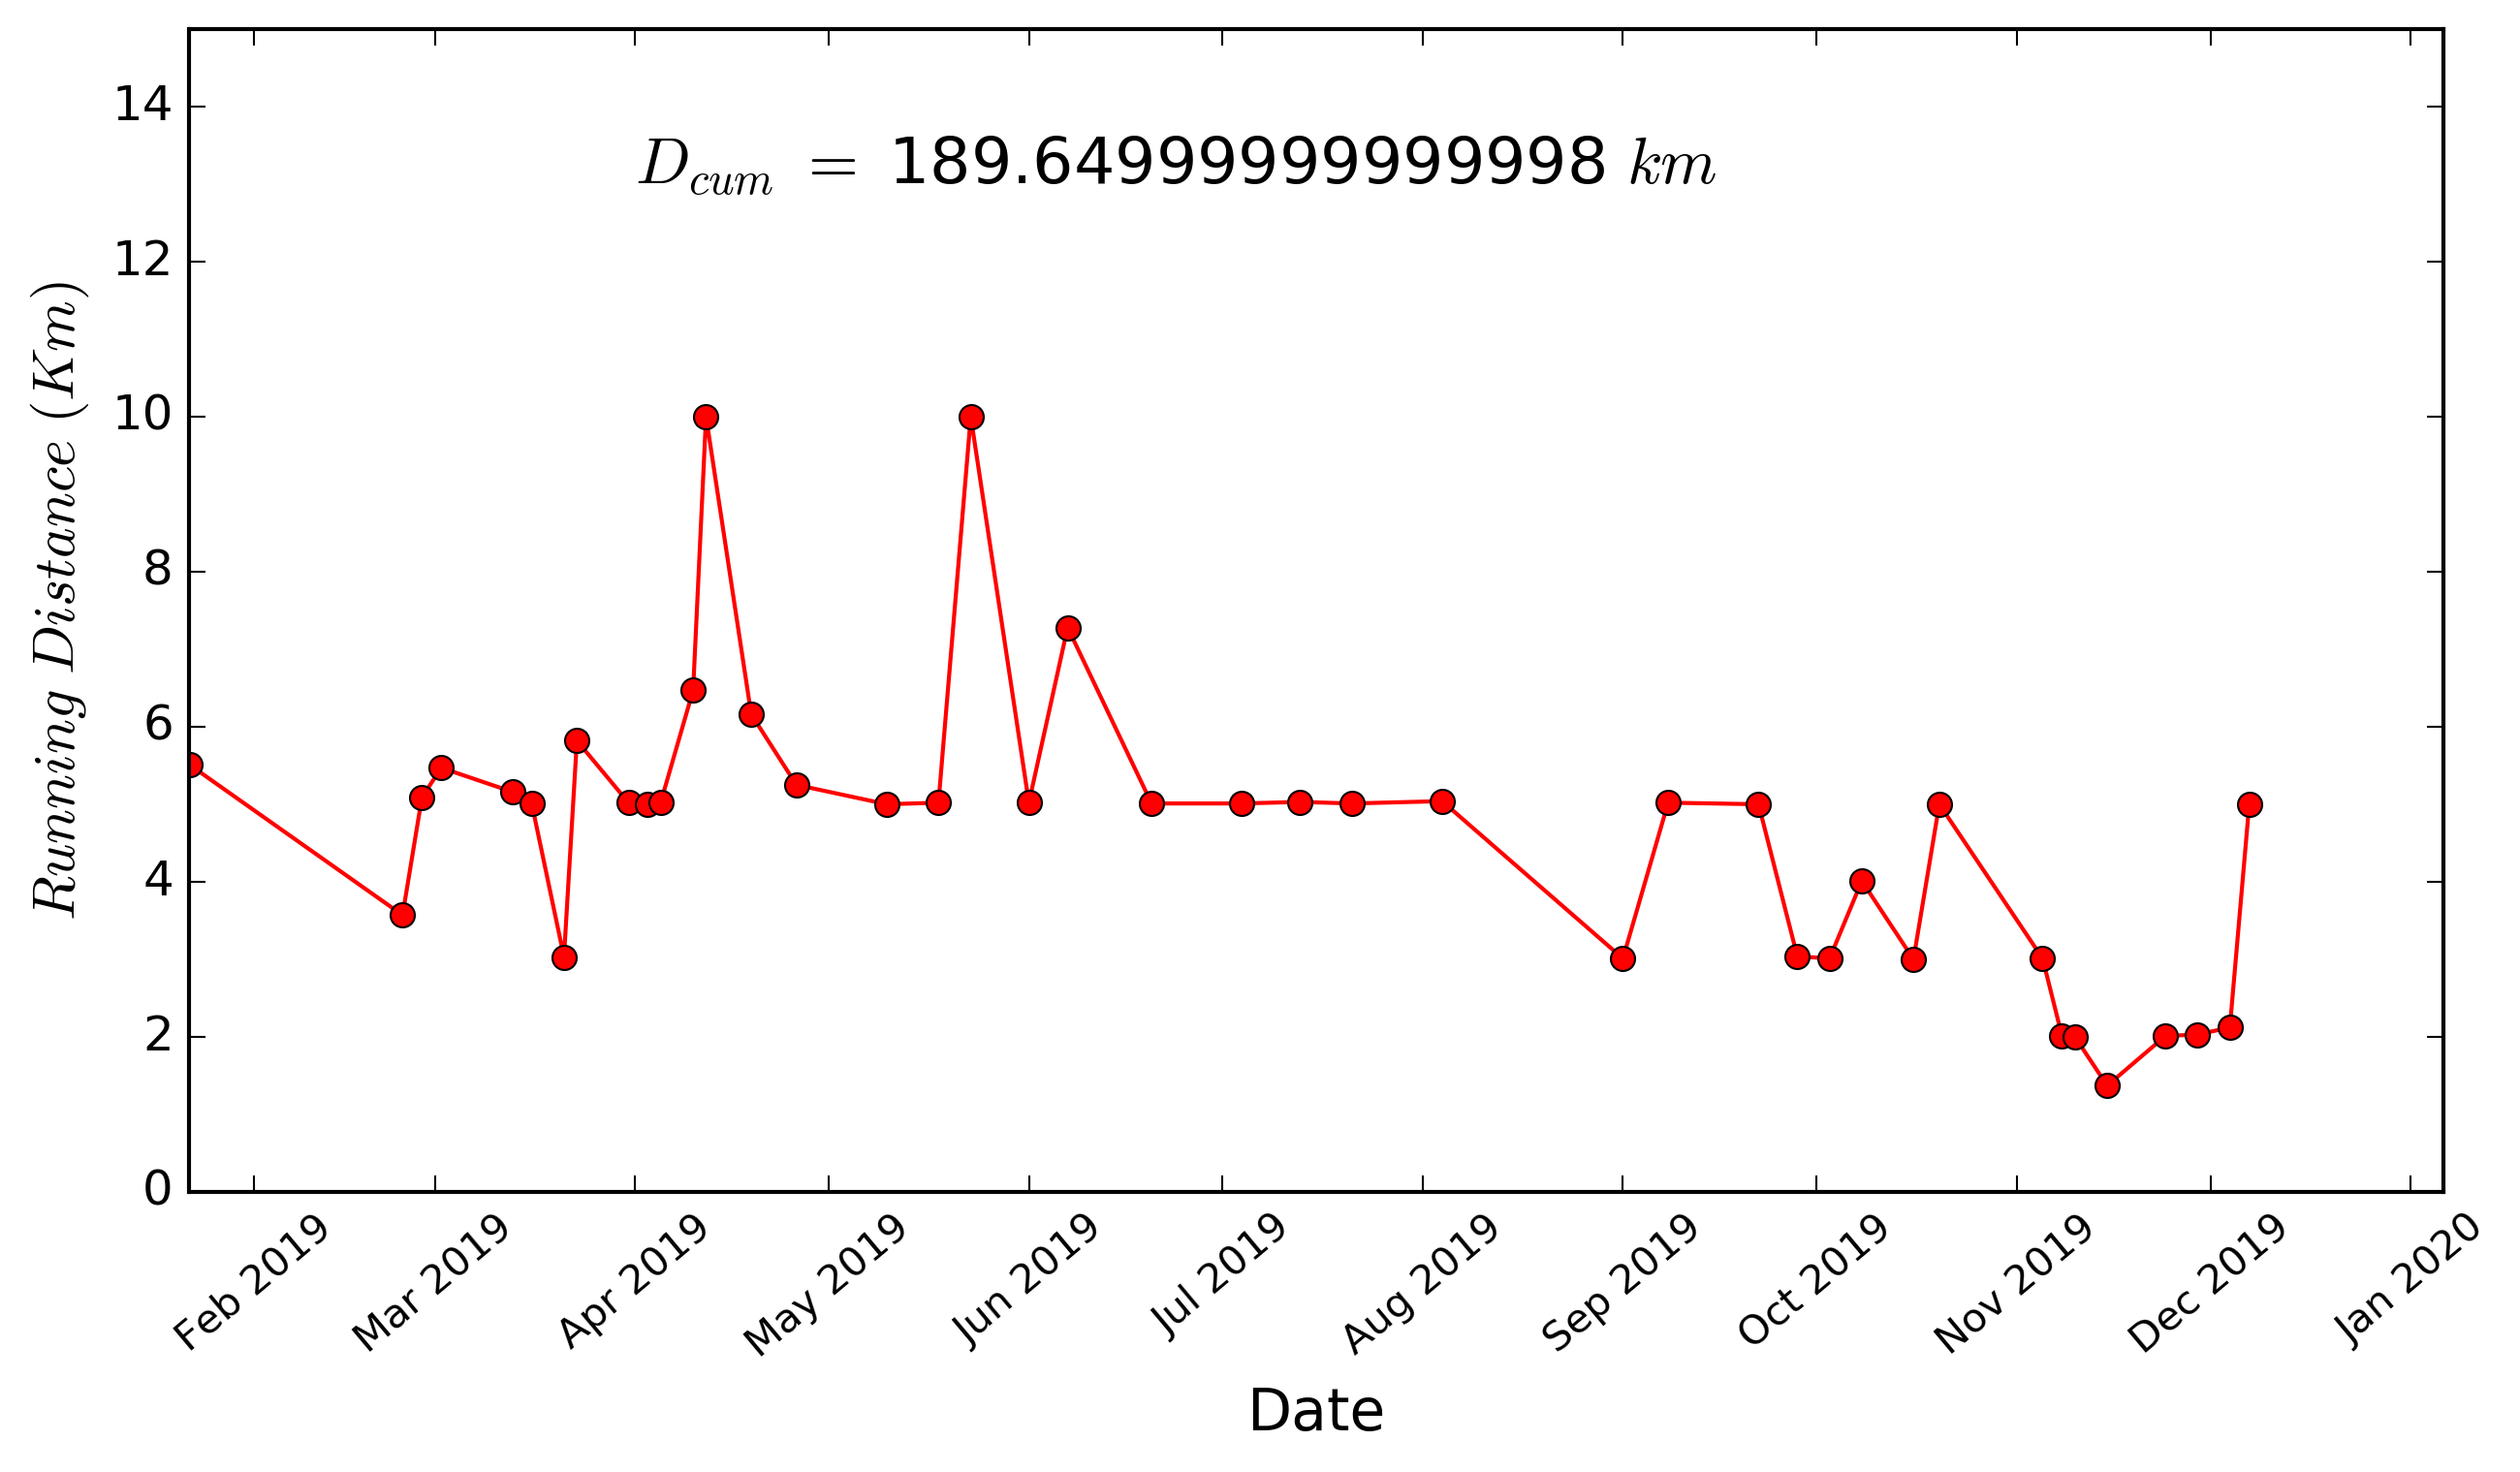 14
D_cum = 189.64999999999998 km
12
10
8
6
4
2
0
Running Distance (Km)
Feb 2019
Mar 2019
Apr 2019
May 2019
Jun 2019
Jul 2019
Aug 2019
Sep 2019
Oct 2019
Nov 2019
Dec 2019
Jan 2020
Date